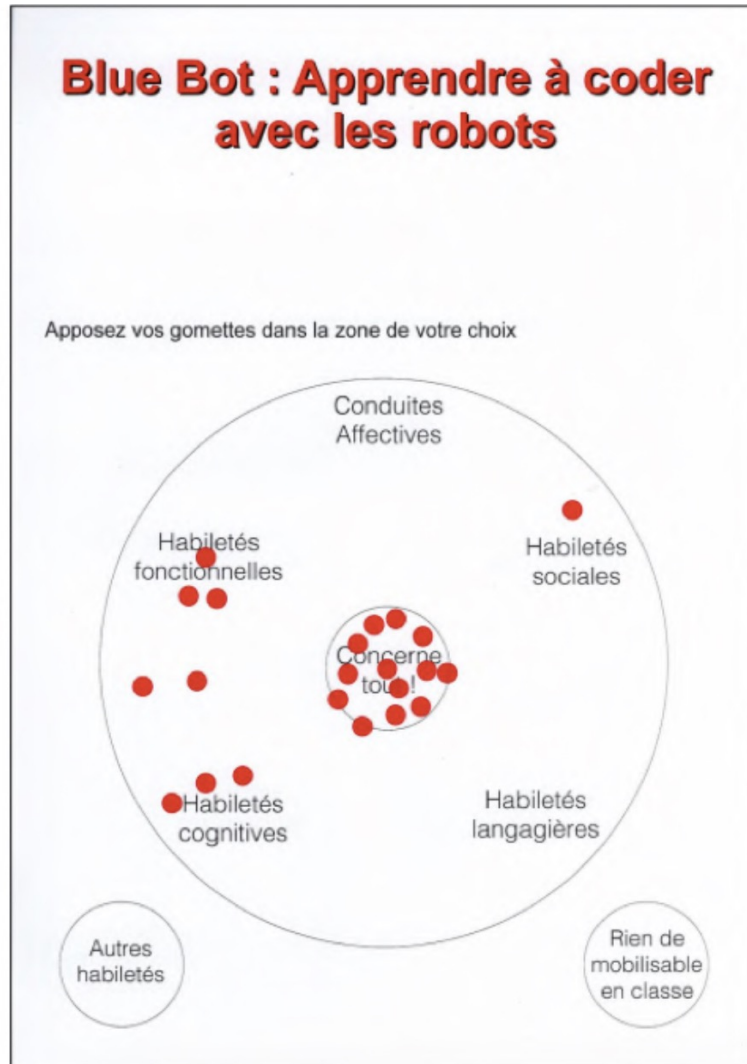 Blue Bot : Apprendre à coder
avec les robots
Apposez vos gomettes dans la zone de votre choix
Conduites
Affectives
Habiletés
fonctionnelles
Habiletés
sociales
Concerne
tout !
Habiletés
cognitives
Habiletés
langagières
Autres
habiletés
Rien de
mobilisable
en classe